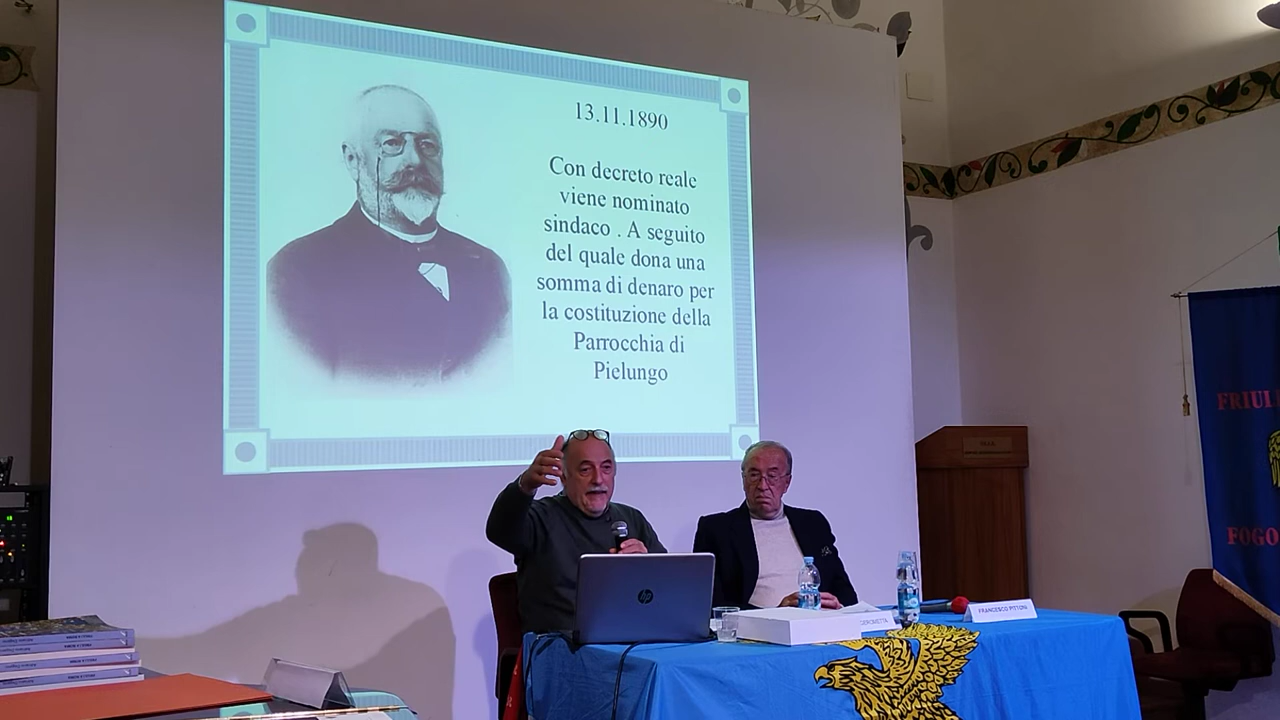 13.11.1890
Con decreto reale
viene nominato
sindaco . A seguito
del quale dona una
somma di denaro per
la costituzione della
Parrocchia di
Pielungo
FRIUL
FOGO
hp
FRANCESCO PITTONI